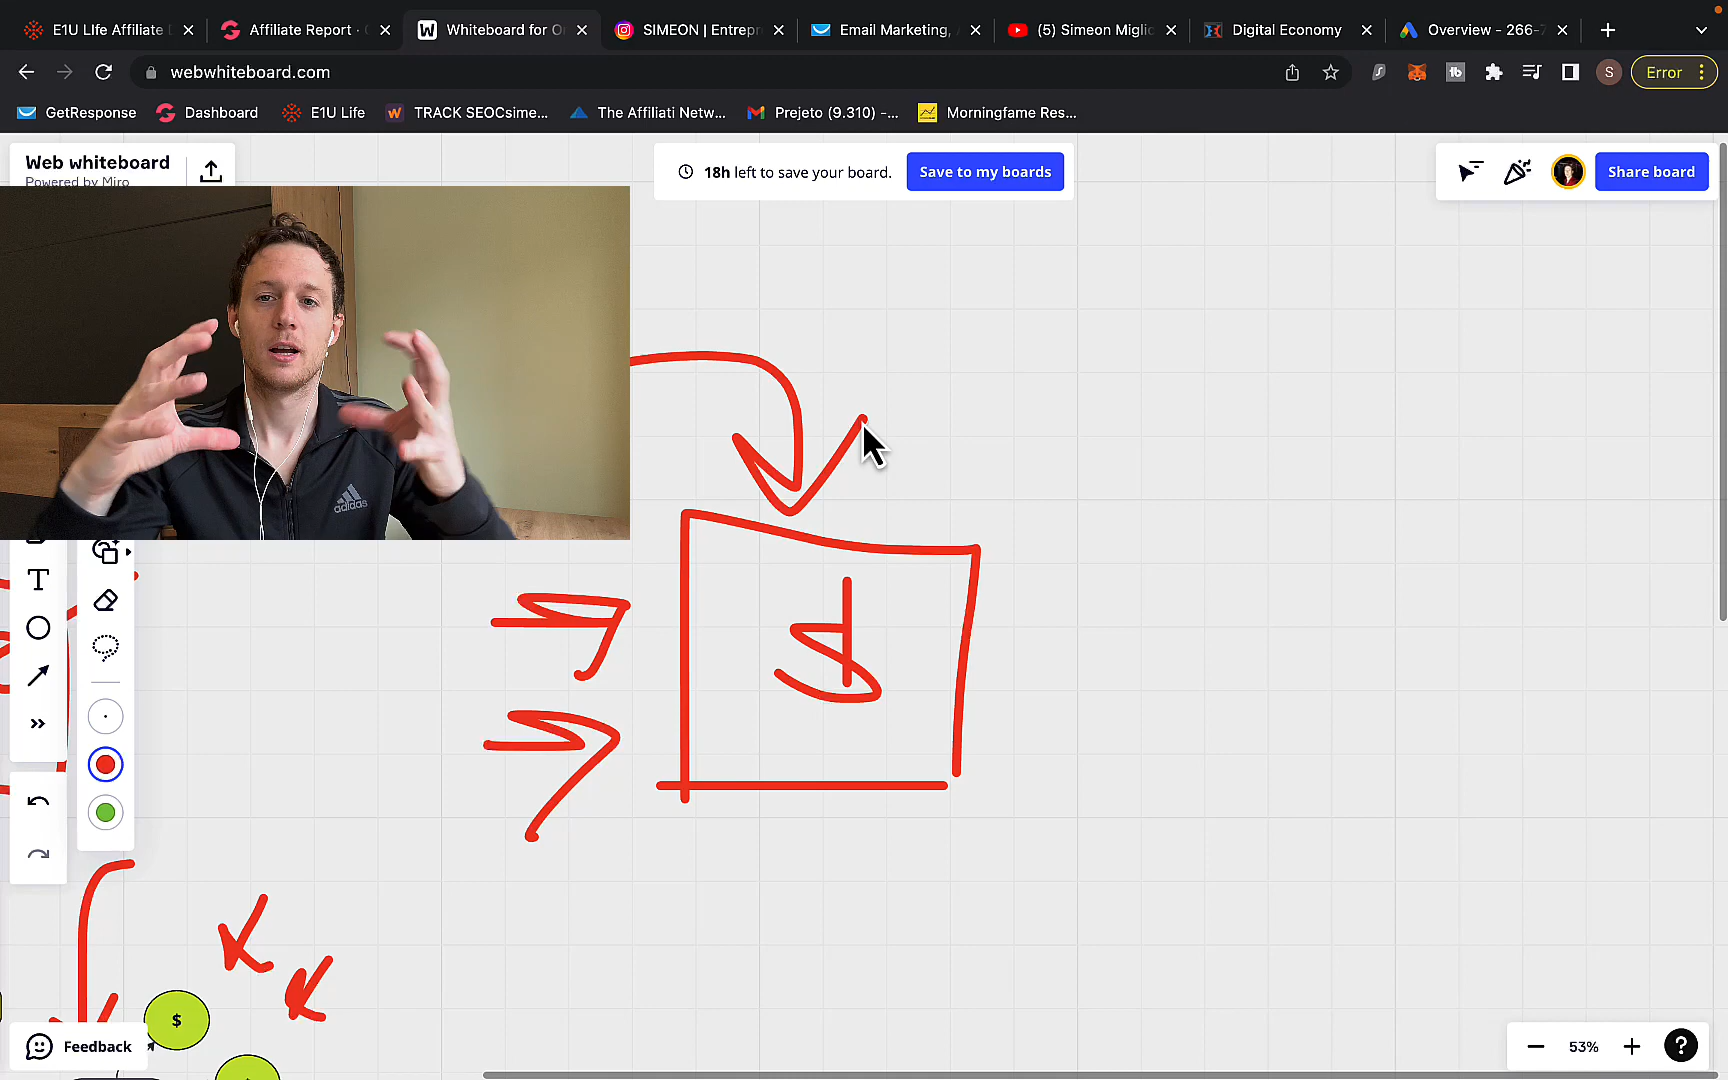 E1U LIfe Affiliate
Affiliate Report ·
Whiteboard for O
SIMEON | Entrepr
Email Marketing,
(5) Simeon Miglic
Digital Economy
Overview - 266-
webwhiteboard.com
S
Error
GetResponse
Dashboard
E1U Life
TRACK SEOCsime...
The Affiliati Netw...
Prejeto (9.310) -...
Morningfame Res...
Web whiteboard
Powered by Miro
18h left to save your board.
Save to my boards
Share board
adidas
T
$
$
Feedback
53%